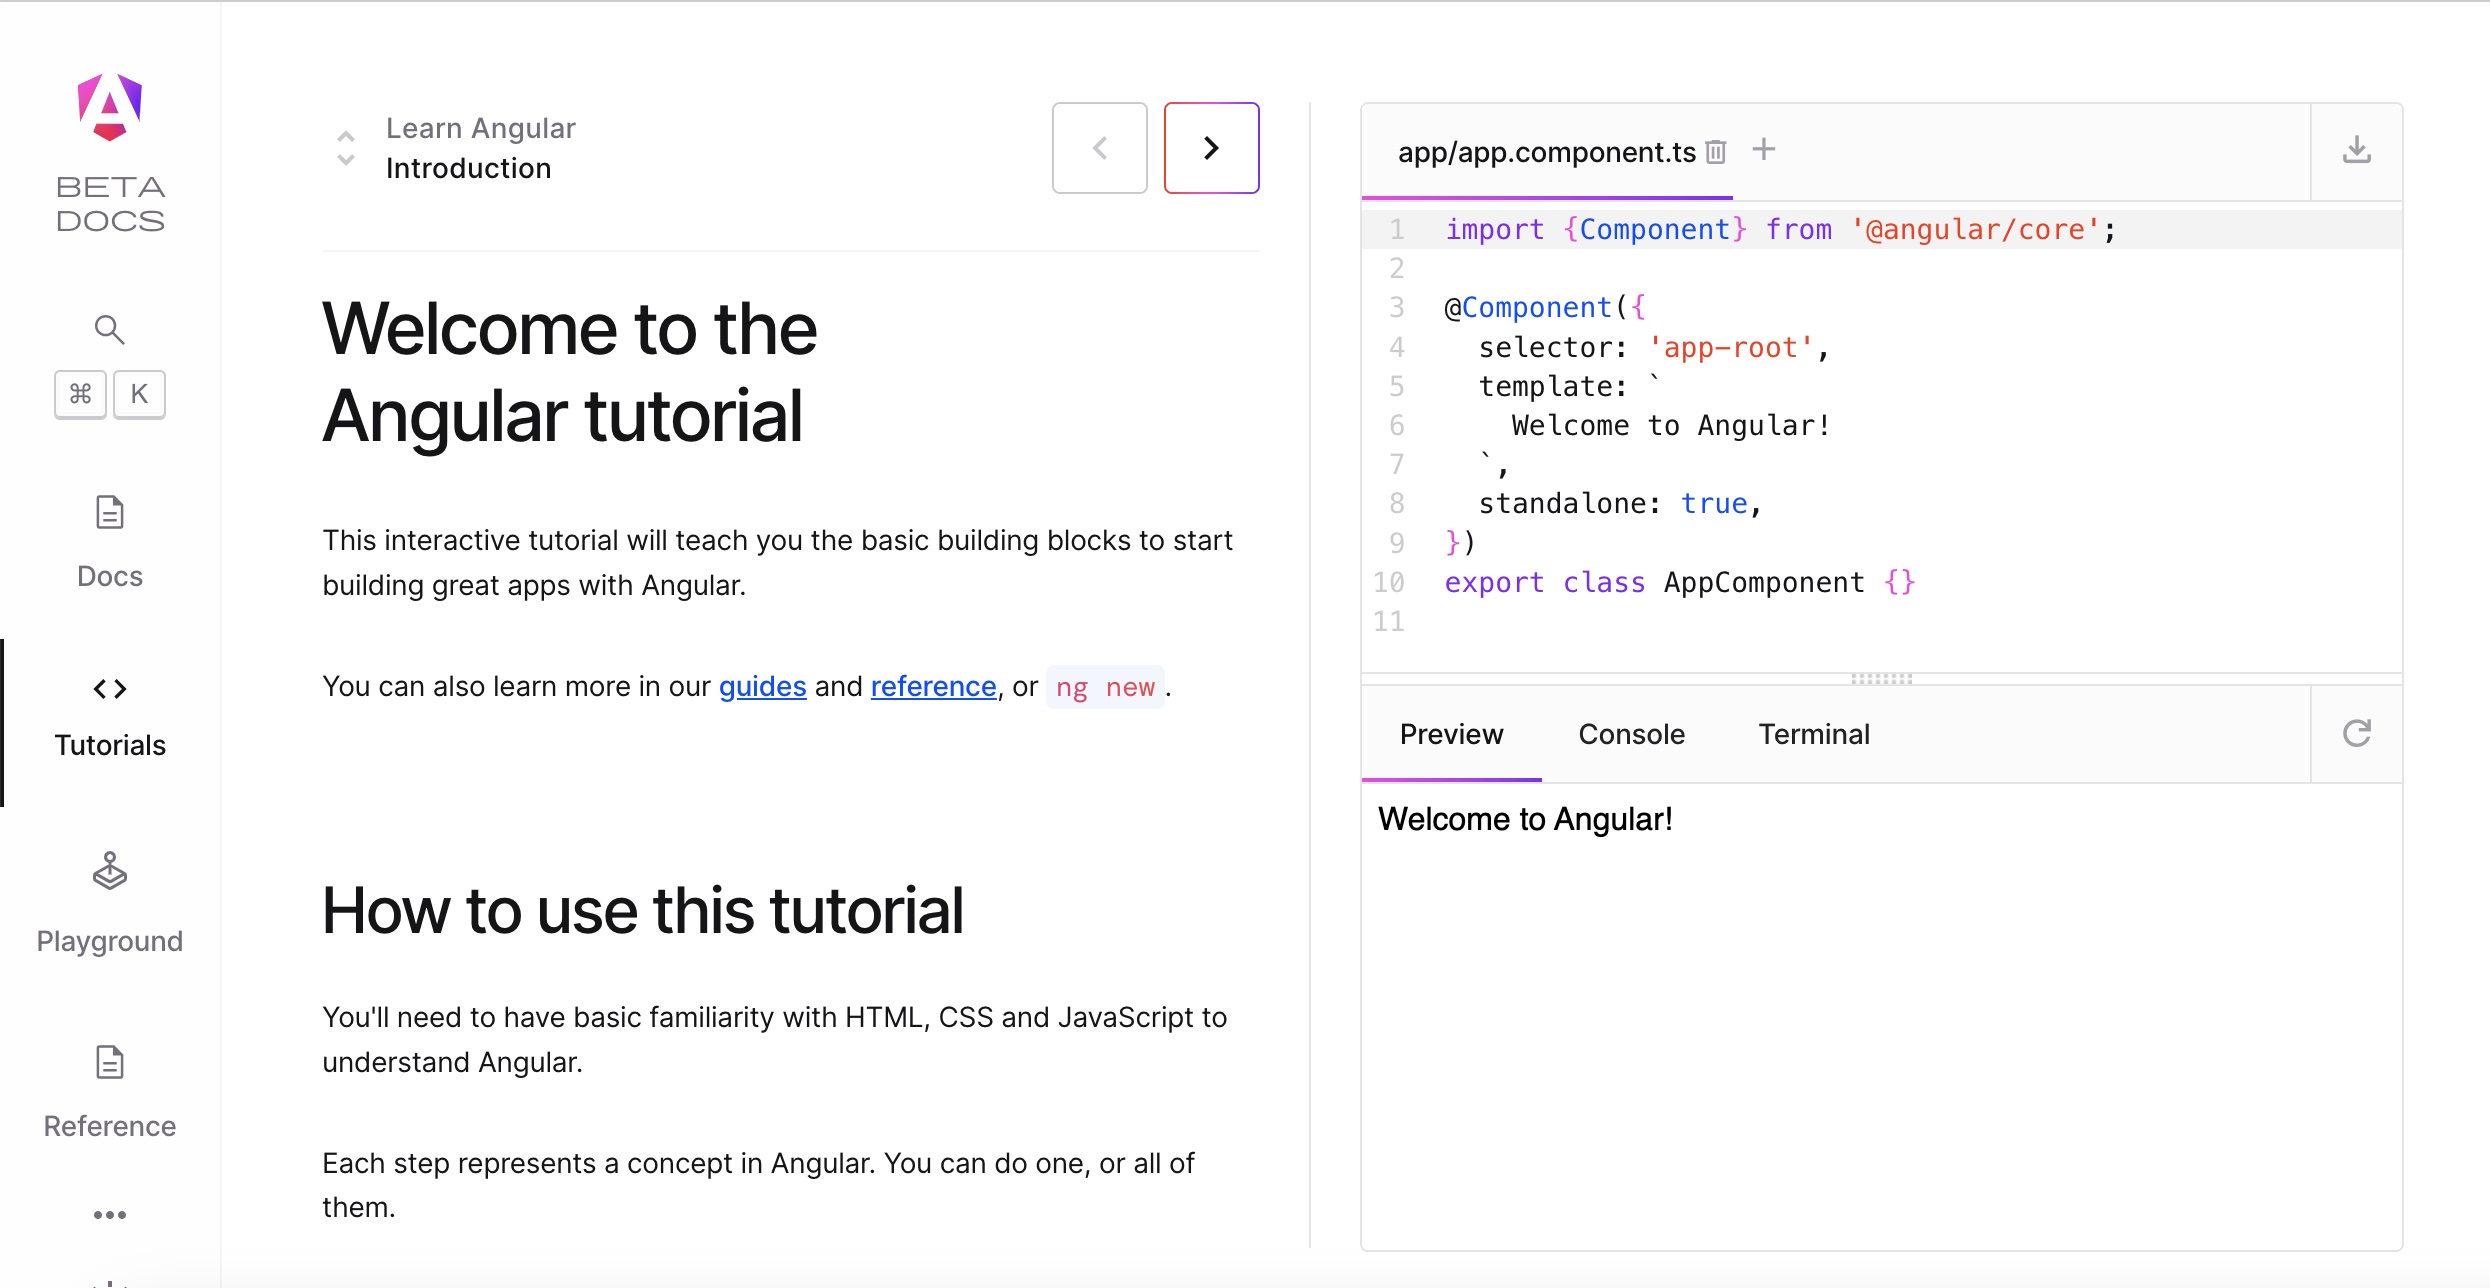 BETA
DOCS
⌘ K
Docs
Tutorials
Playground
Reference
Learn Angular
Introduction
Welcome to the
Angular tutorial
This interactive tutorial will teach you the basic building blocks to start
building great apps with Angular.
You can also learn more in our guides and reference, or ng new.
How to use this tutorial
You'll need to have basic familiarity with HTML, CSS and JavaScript to
understand Angular.
Each step represents a concept in Angular. You can do one, or all of
them.
app/app.component.ts
1 import {Component} from '@angular/core';
2
3 @Component({
4   selector: 'app-root',
5   template: `
6     Welcome to Angular!
7   `,
8   standalone: true,
9 })
10 export class AppComponent {}
11
Preview Console Terminal
Welcome to Angular!